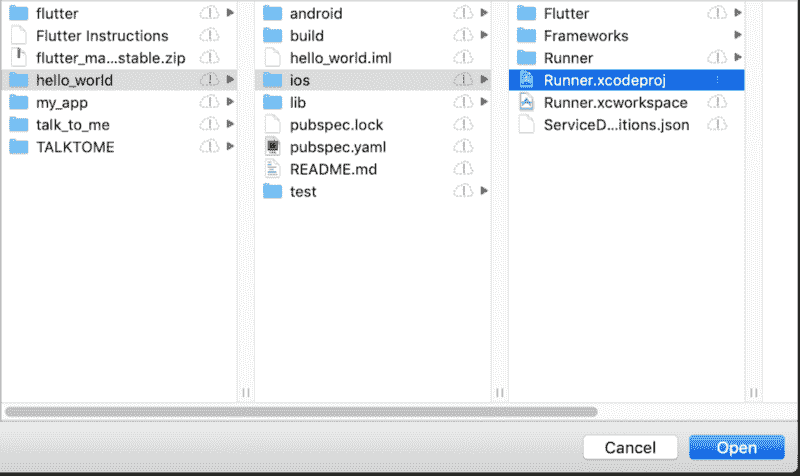 flutter
Flutter Instructions
flutter_ma...stable.zip
hello_world
my_app
talk_to_me
TALKTOME
android
build
hello_world.iml
ios
lib
pubspec.lock
pubspec.yaml
README.md
test
Flutter
Frameworks
Runner
Runner.xcodeproj
Runner.xcworkspace
ServiceD...itions.json
Cancel
Open